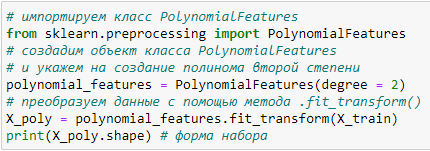 # импортируем класс PolynomialFeatures
from sklearn.preprocessing import PolynomialFeatures
# создадим объект класса PolynomialFeatures
# и укажем на создание полинома второй степени
polynomial_features = PolynomialFeatures(degree = 2)
# преобразуем данные с помощью метода .fit_transform()
X_poly = polynomial_features.fit_transform(X_train)
print(X_poly.shape) # форма набора